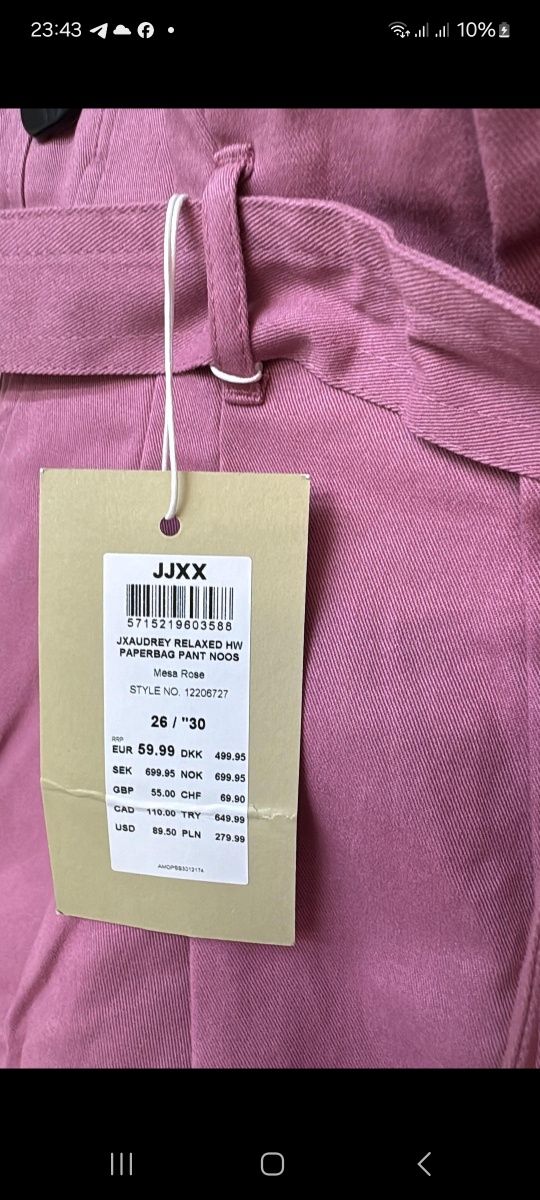 23:43 10%
JJXX
5715219603588
JXAUDREY RELAXED HW
PAPERBAG PANT NOOS
Mesa Rose
STYLE NO. 12206727
26 / "30
RRP
EUR 59.99 DKK 499.95
SEK 699.95 NOK 699.95
GBP 55.00 CHF 69.90
CAD 110.00 TRY 649.99
USD 89.50 PLN 279.99